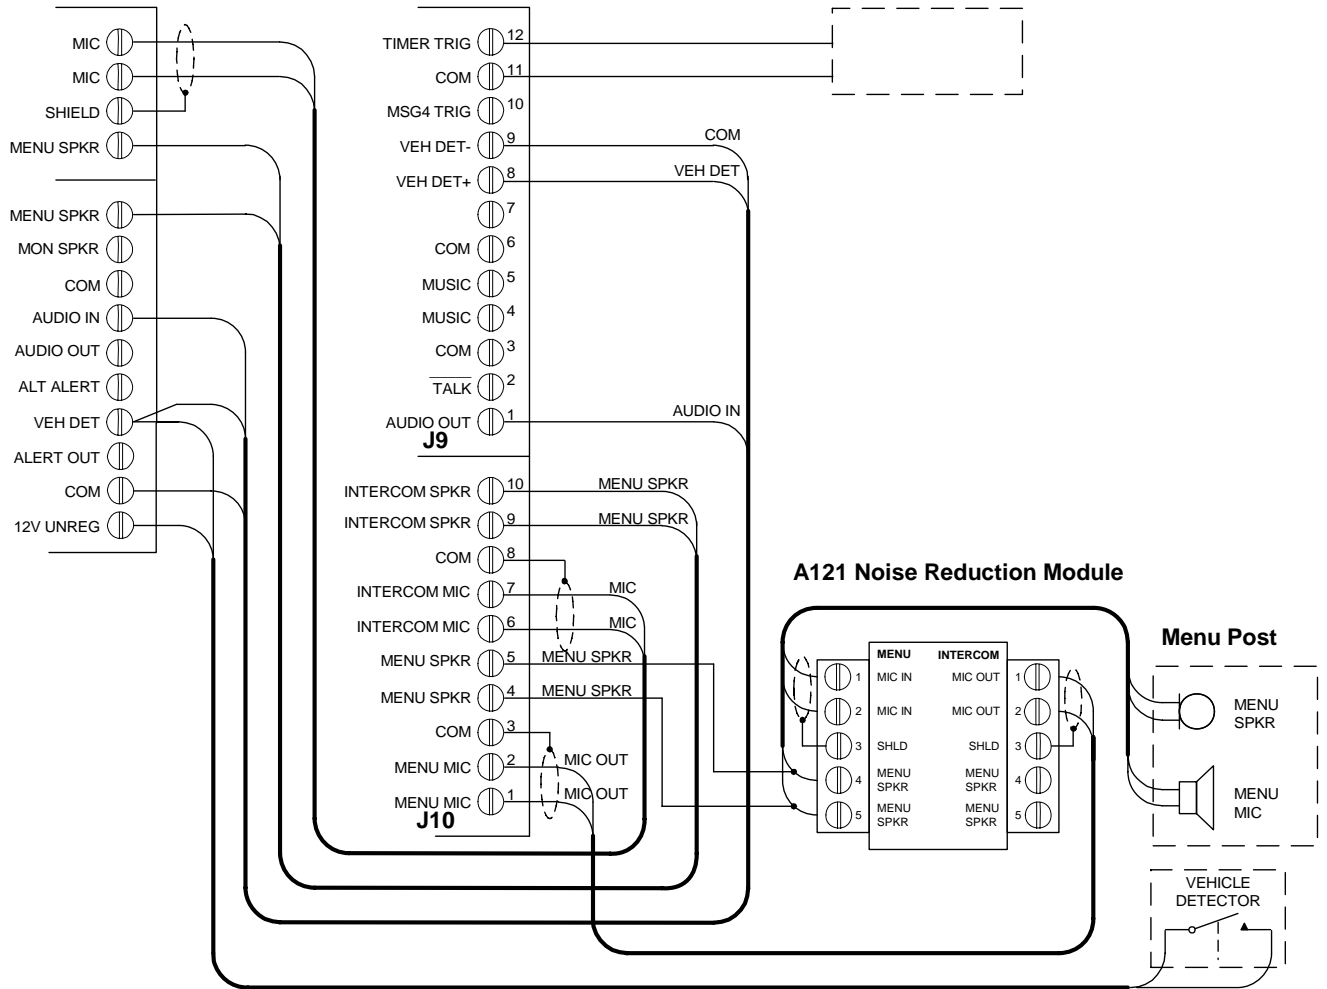 MIC
MIC
SHIELD
MENU SPKR
MENU SPKR
MON SPKR
COM
AUDIO IN
AUDIO OUT
ALT ALERT
VEH DET
ALERT OUT
COM
12V UNREG
TIMER TRIG 12
COM 11
MSG4 TRIG 10
VEH DET- 9 COM
VEH DET+ 8 VEH DET
7
COM 6
MUSIC 5
MUSIC 4
COM 3
TALK 2
AUDIO OUT 1 AUDIO IN
J9
INTERCOM SPKR 10 MENU SPKR
INTERCOM SPKR 9 MENU SPKR
COM 8
INTERCOM MIC 7 MIC
INTERCOM MIC 6 MIC
MENU SPKR 5 MENU SPKR
MENU SPKR 4 MENU SPKR
COM 3
MENU MIC 2 MIC OUT
MENU MIC 1 MIC OUT
J10
A121 Noise Reduction Module
MENU INTERCOM
1 MIC IN MIC OUT 1
2 MIC IN MIC OUT 2
3 SHLD SHLD 3
4 MENU SPKR MENU SPKR 4
5 MENU SPKR MENU SPKR 5
Menu Post
MENU
SPKR
MENU
MIC
VEHICLE
DETECTOR